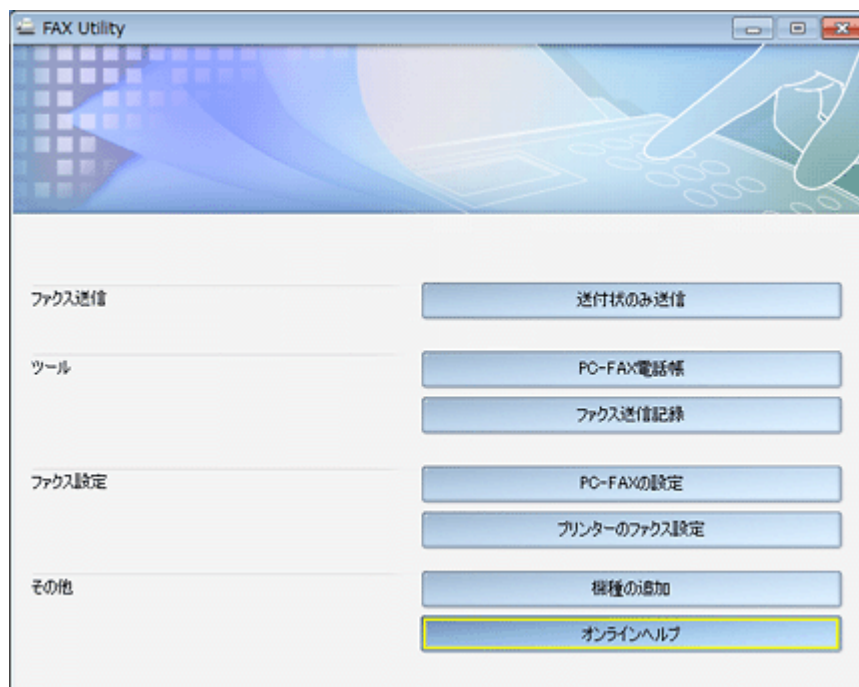 FAX Utility
ファクス送信
送付状のみ送信
ツール
PC-FAX電話帳
ファクス送信記録
ファクス設定
PC-FAXの設定
プリンターのファクス設定
その他
機種の追加
オンラインヘルプ